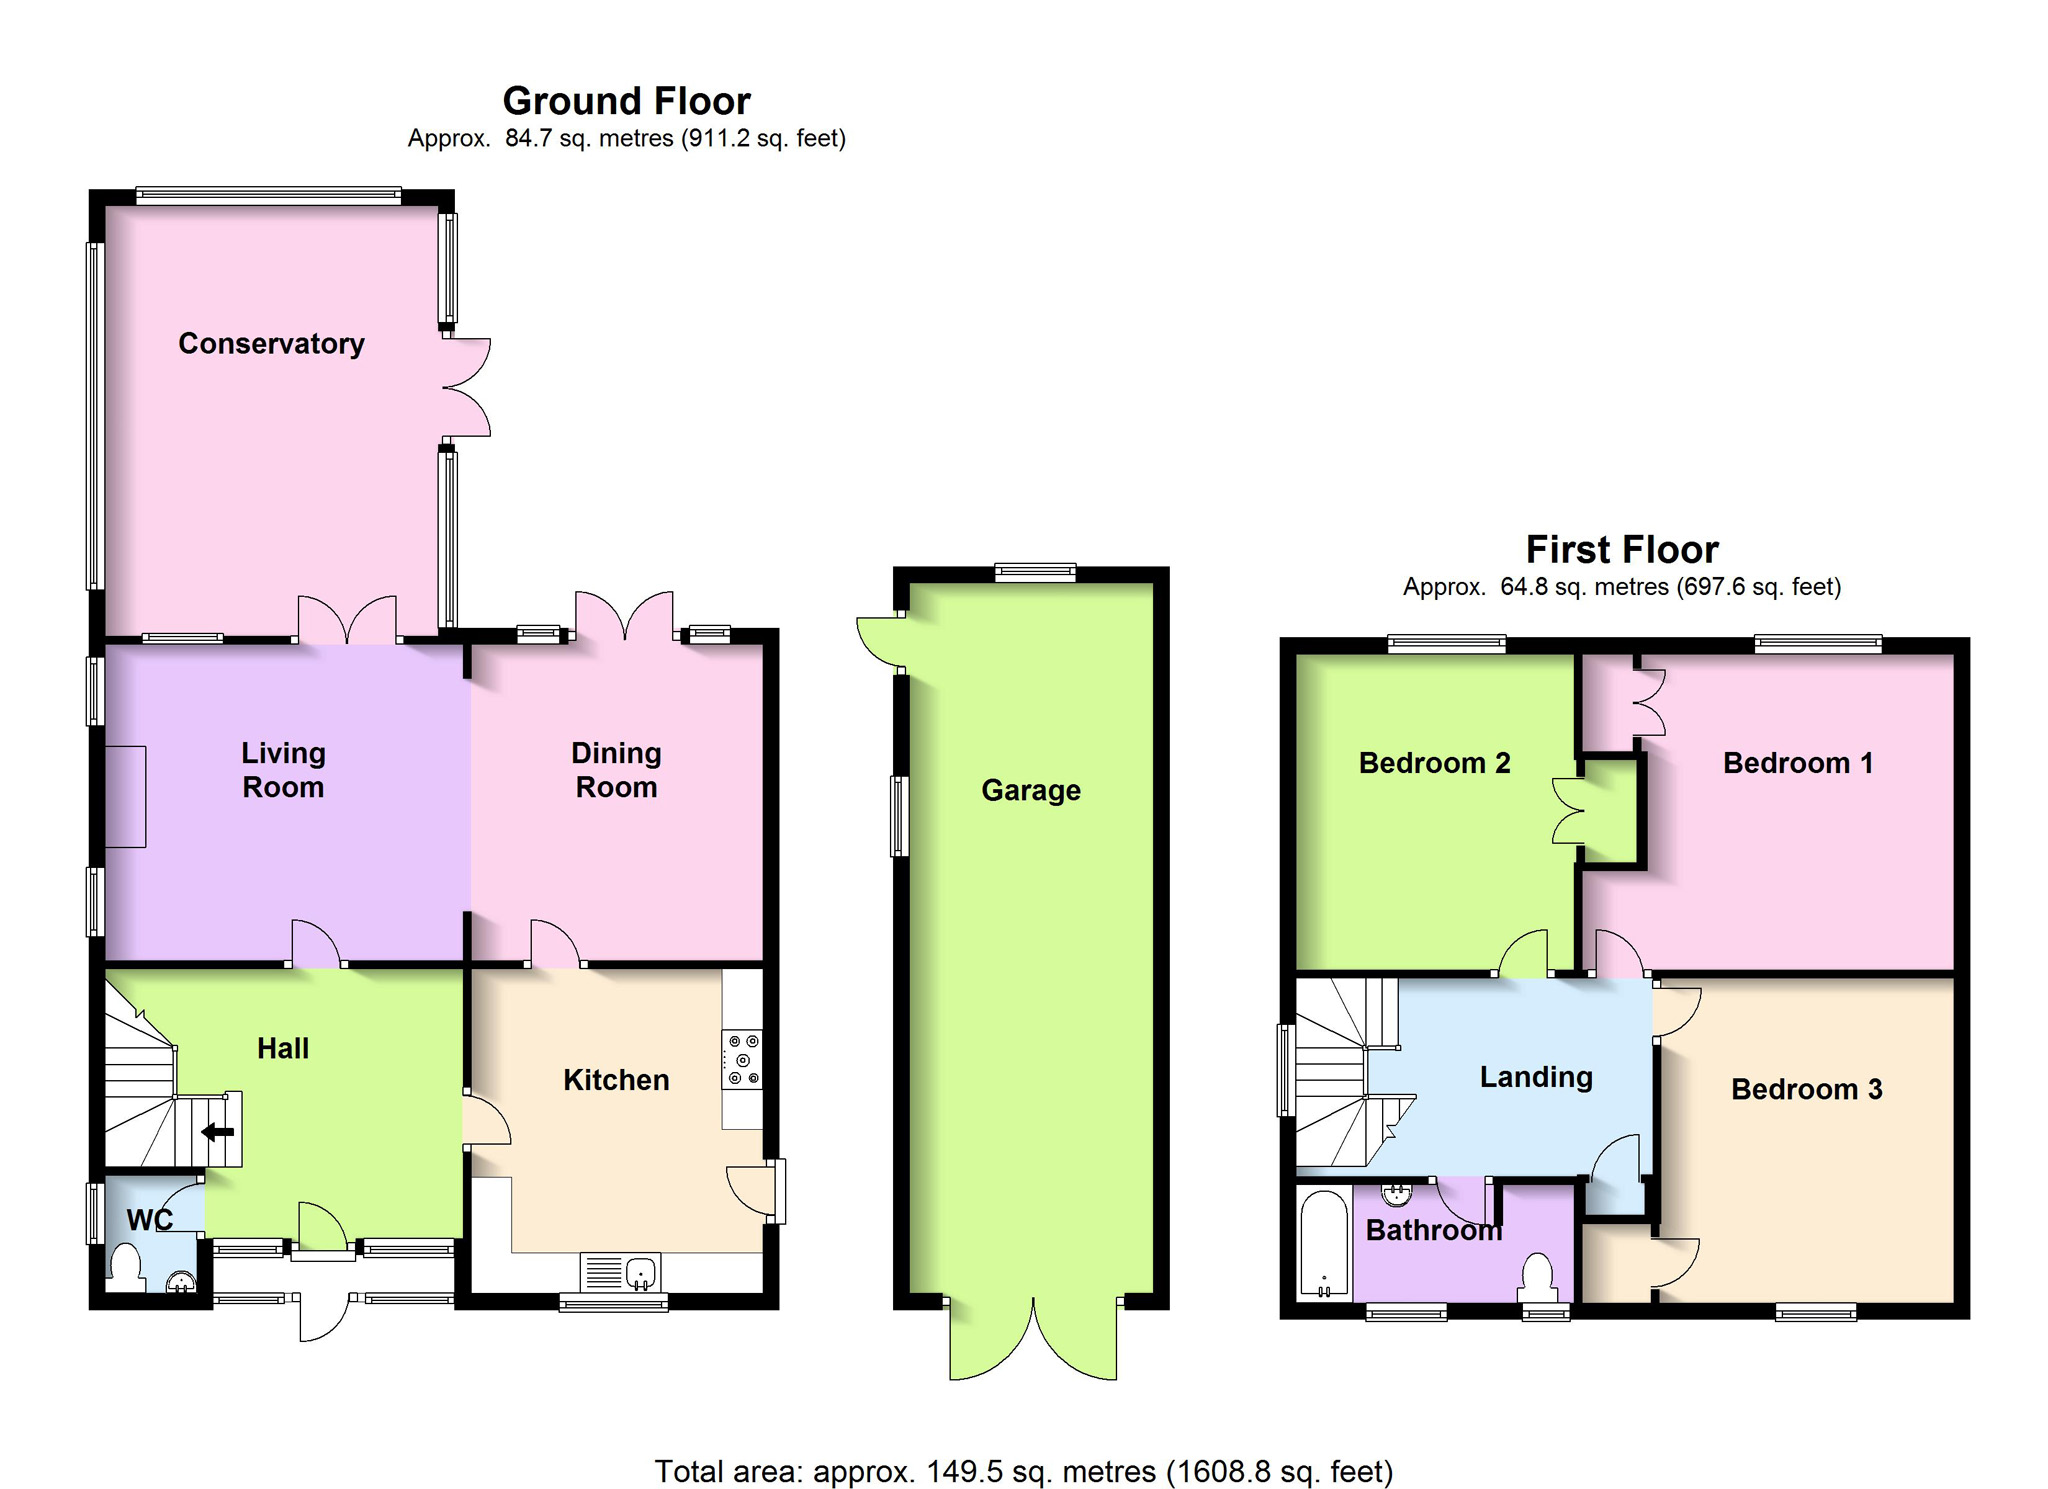 Ground Floor
Approx.  84.7 sq. metres (911.2 sq. feet)
Conservatory
Living
Room
Dining
Room
Hall
Kitchen
WC
Garage
First Floor
Approx.  64.8 sq. metres (697.6 sq. feet)
Bedroom 2
Bedroom 1
Landing
Bedroom 3
Bathroom
Total area: approx. 149.5 sq. metres (1608.8 sq. feet)